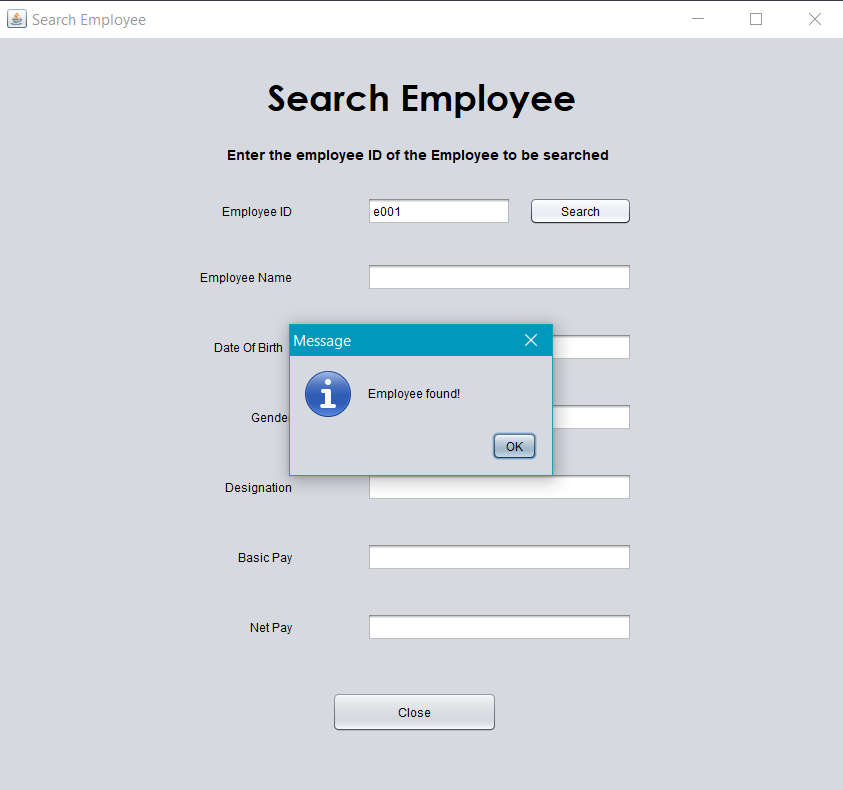 Search Employee
Search Employee
Enter the employee ID of the Employee to be searched
Employee ID e001 Search
Employee Name
Date Of Birth
Message
Employee found!
Gender
OK
Designation
Basic Pay
Net Pay
Close